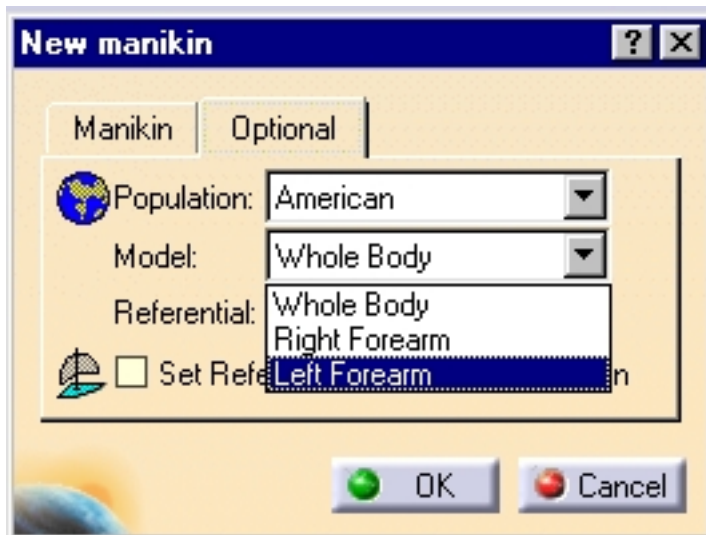 New manikin
Manikin Optional
Population: American
Model: Whole Body
Referential: Whole Body
Right Forearm
Set Refe Left Forearm n
OK Cancel